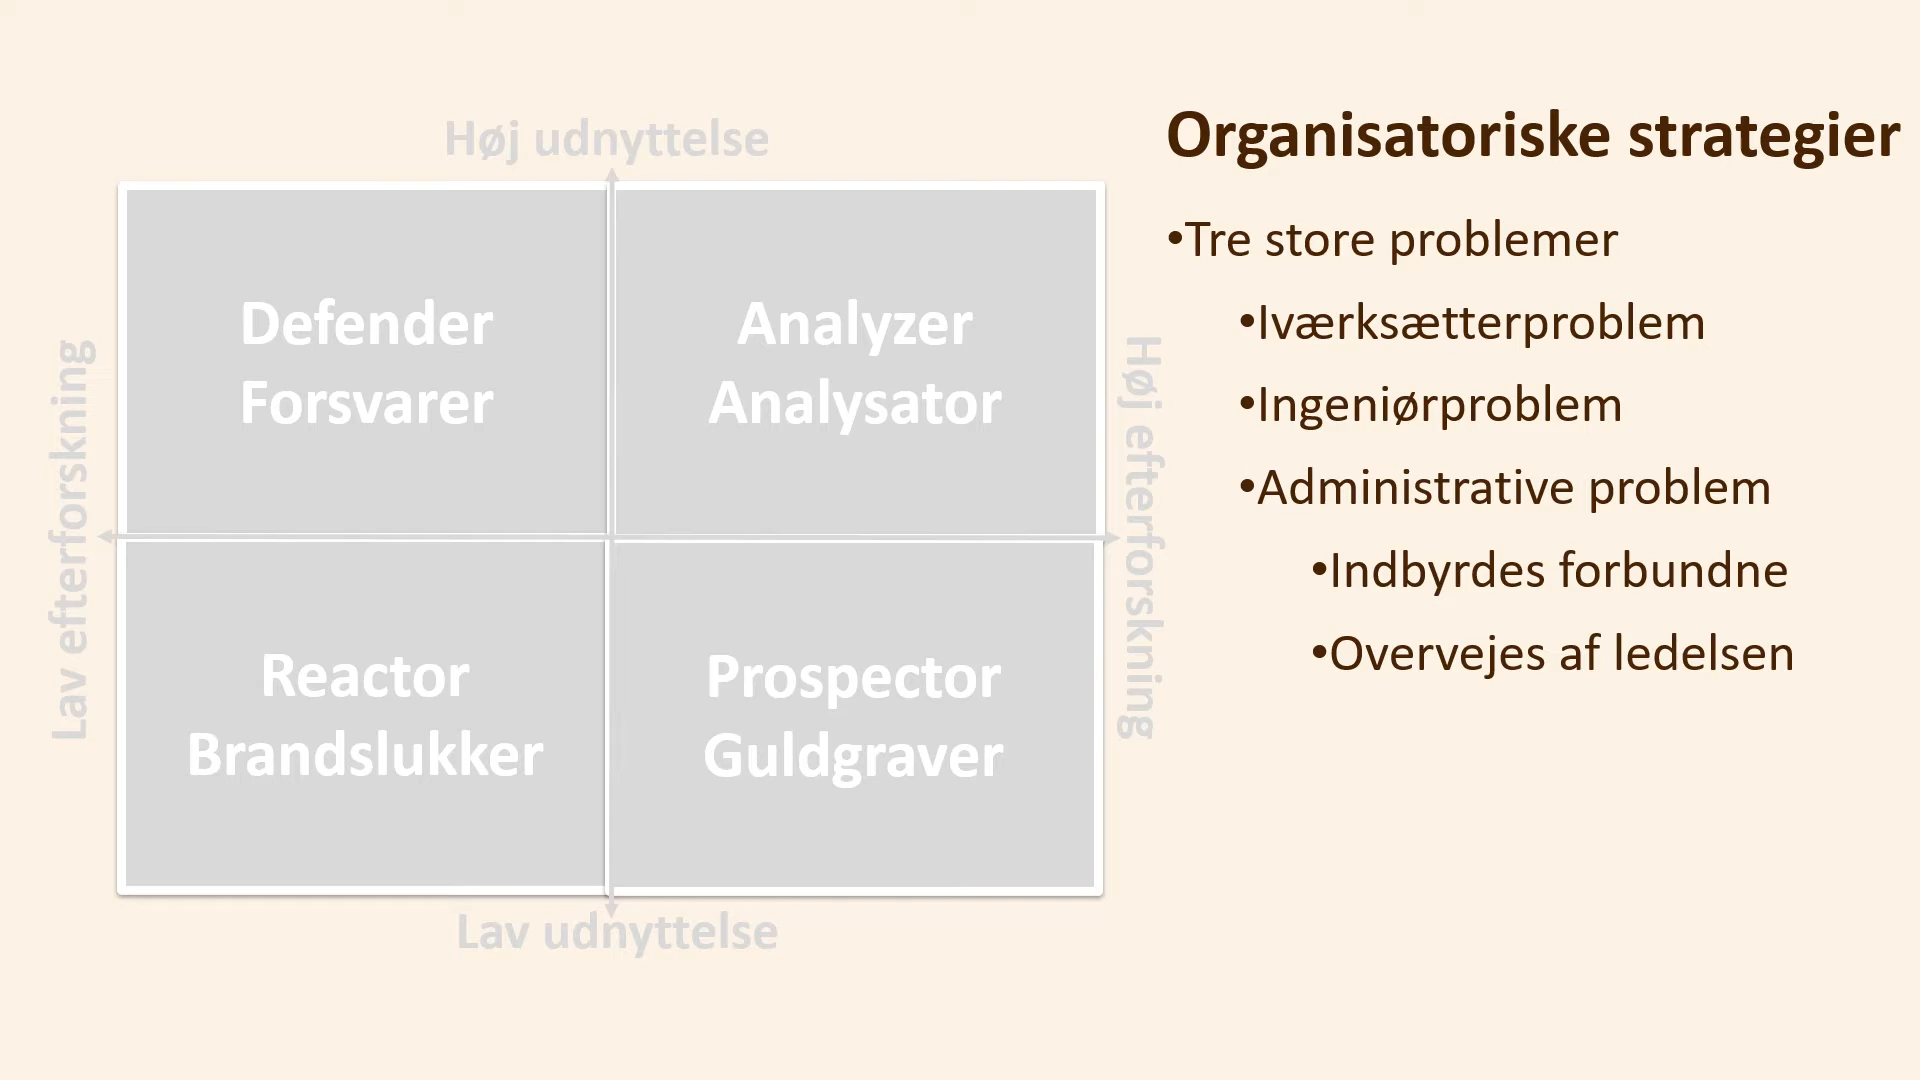 Organisatoriske strategier
•Tre store problemer
•Iværksætterproblem
•Ingeniørproblem
•Administrative problem
•Indbyrdes forbundne
•Overvejes af ledelsen
Høj udnyttelse
Lav efterforskning
Defender
Forsvarer
Analyzer
Analysator
Høj efterforskning
Reactor
Brandslukker
Prospector
Guldgraver
Lav udnyttelse